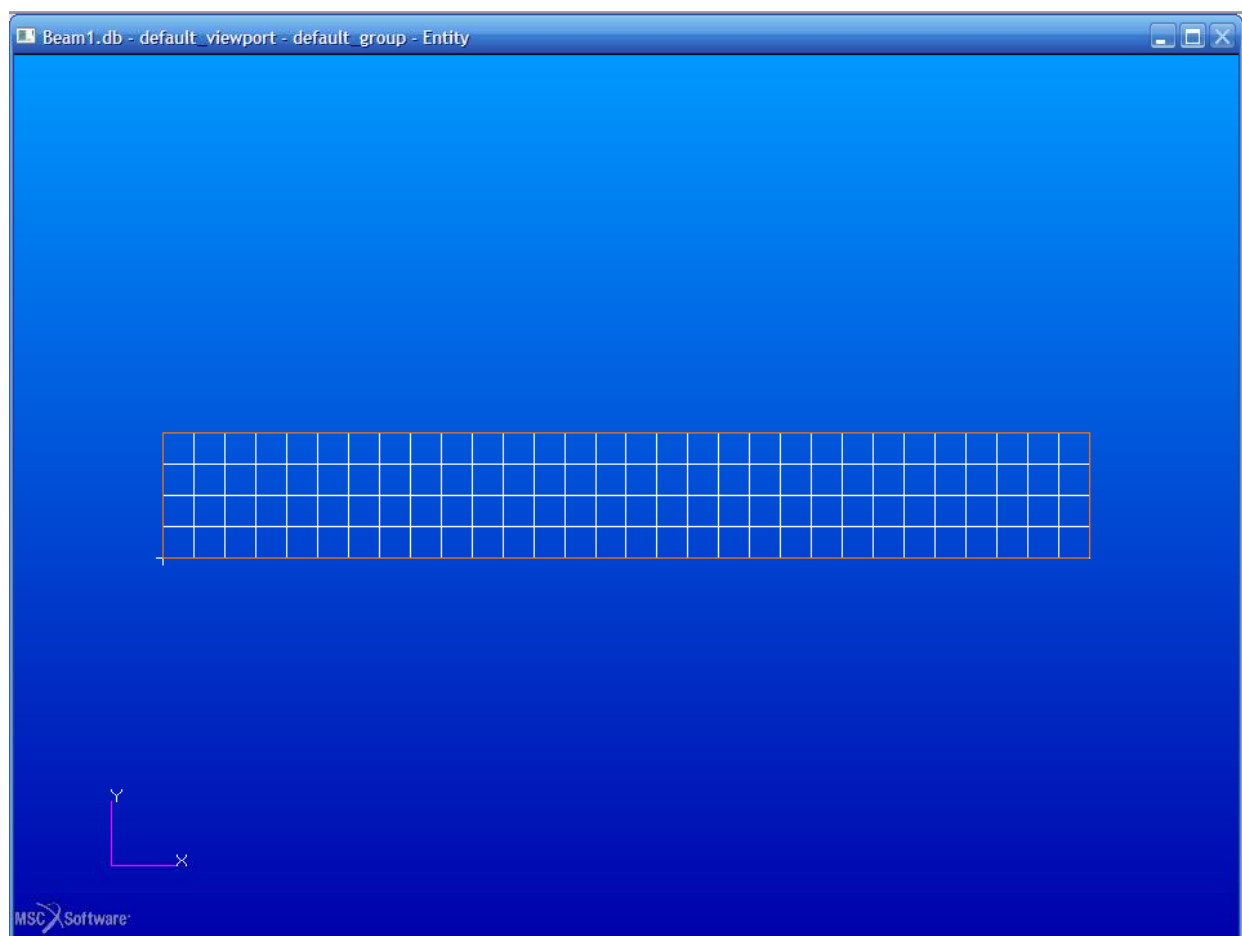 Beam1.db - default_viewport - default_group - Entity
Y
X
MSC Software